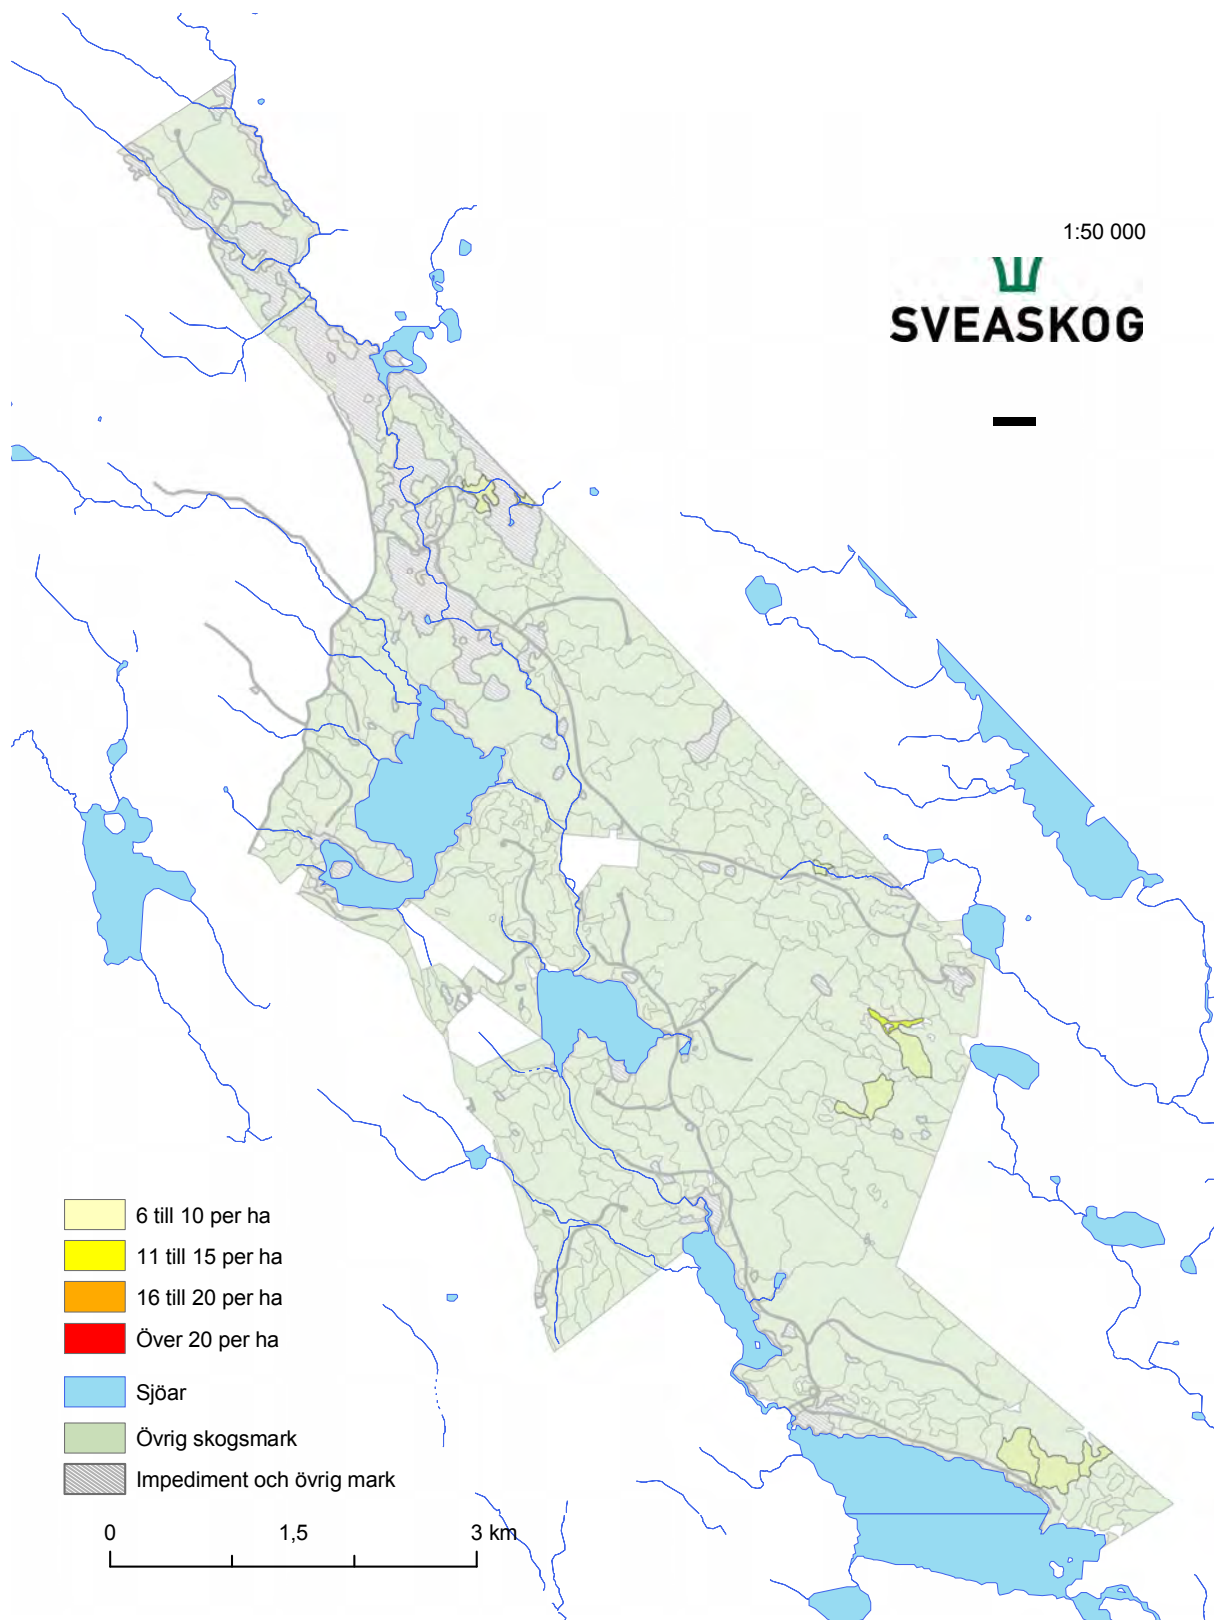 1:50 000
SVEASKOG
6 till 10 per ha
11 till 15 per ha
16 till 20 per ha
Över 20 per ha
Sjöar
Övrig skogsmark
Impediment och övrig mark
0 1,5 3 km